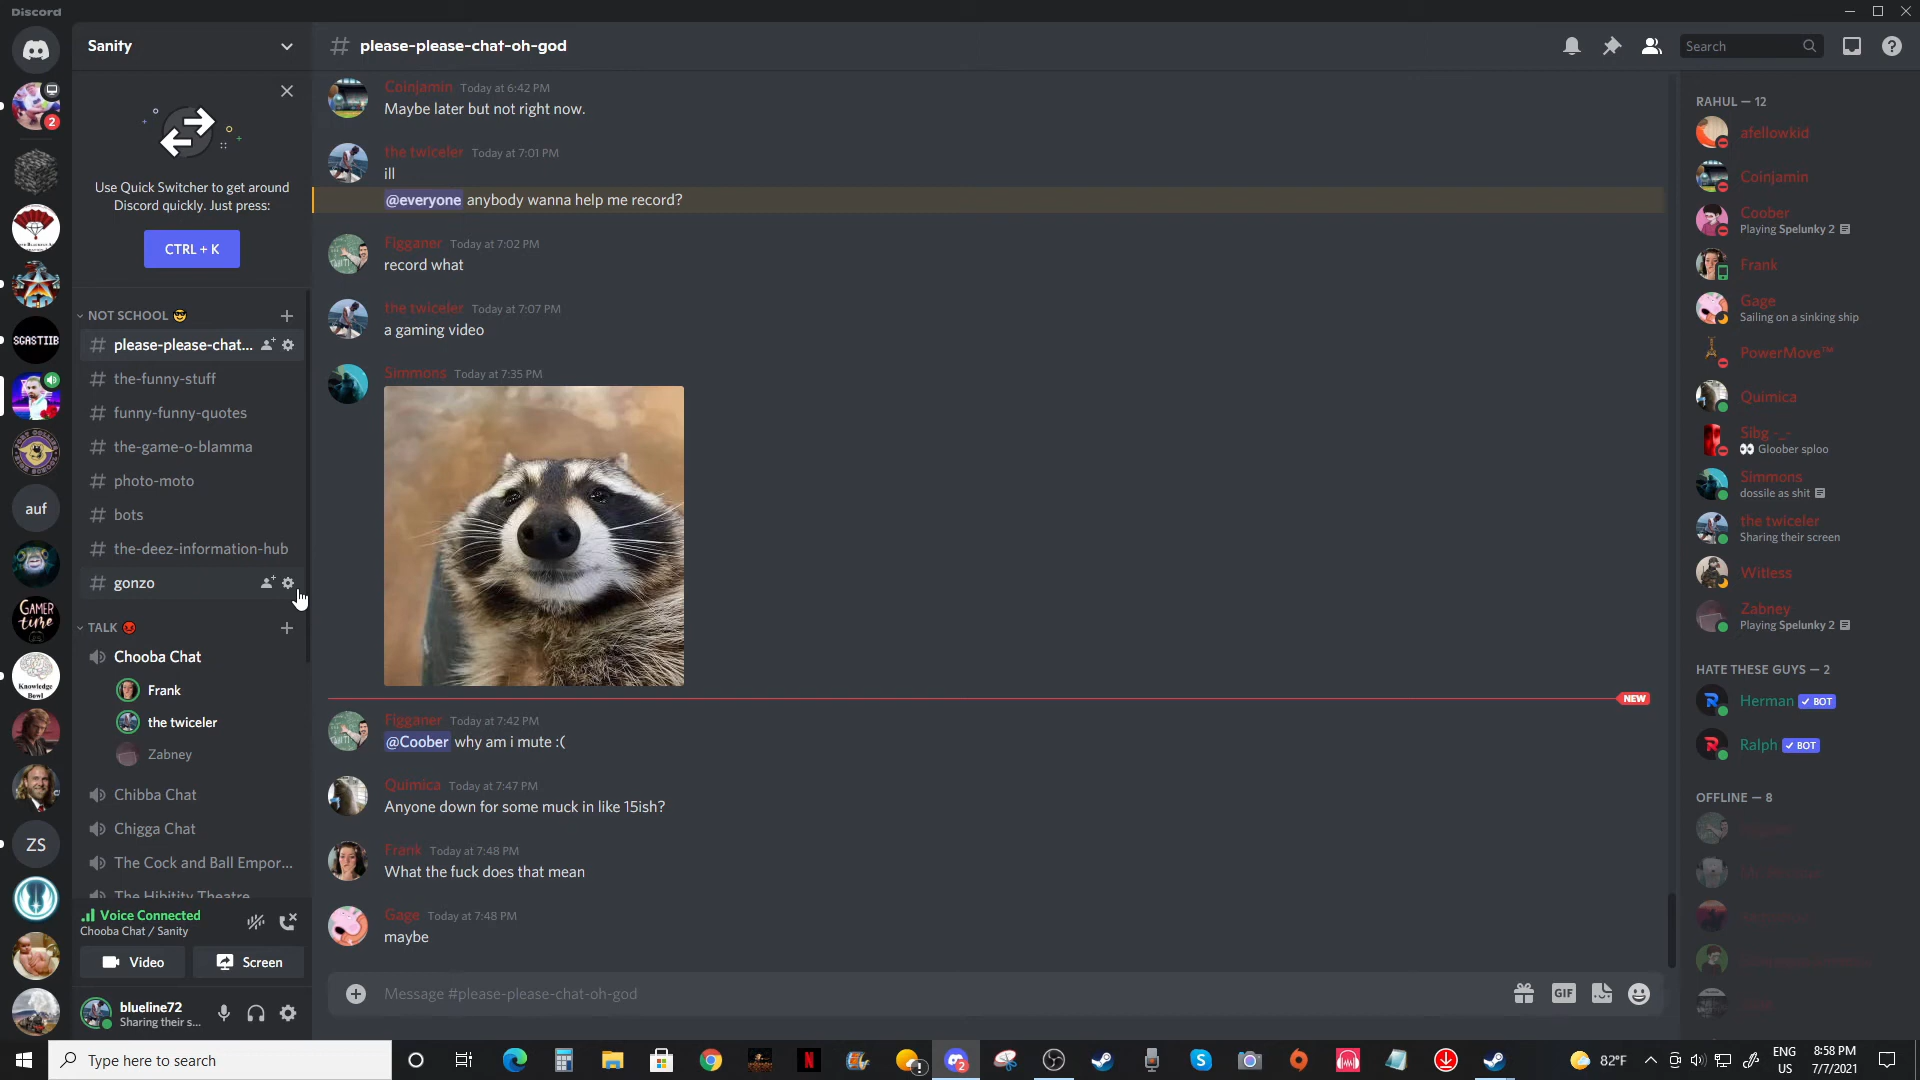 Discord
Sanity
# please-please-chat-oh-god
Search
2
Use Quick Switcher to get around
Discord quickly. Just press:
CTRL + K
NOT SCHOOL 😎
please-please-chat...
the-funny-stuff
funny-funny-quotes
the-game-o-blamma
photo-moto
bots
the-deez-information-hub
gonzo
TALK 😡
Chooba Chat
Frank
the twiceler
Zabney
Chibba Chat
Chigga Chat
The Cock and Ball Empor...
The Hibitity Theatre
Voice Connected
Chooba Chat / Sanity
Video
Screen
blueline72
Sharing their s...
SGASTIIB
auf
GAMER
time
Knowledge
Bowl
ZS
Coinjamin Today at 6:42 PM
Maybe later but not right now.
the twiceler Today at 7:01 PM
ill
@everyone anybody wanna help me record?
Figganer Today at 7:02 PM
record what
the twiceler Today at 7:07 PM
a gaming video
Simmons Today at 7:35 PM
NEW
Figganer Today at 7:42 PM
@Coober why am i mute :(
Quimica Today at 7:47 PM
Anyone down for some muck in like 15ish?
Frank Today at 7:48 PM
What the fuck does that mean
Gage Today at 7:48 PM
maybe
Message #please-please-chat-oh-god
GIF
RAHUL — 12
afellowkid
Coinjamin
Coober
Playing Spelunky 2
Frank
Gage
Sailing on a sinking ship
PowerMove™
Quimica
Sibg -_-
👀 Gloober sploo
Simmons
dossile as shit
the twiceler
Sharing their screen
Witless
Zabney
Playing Spelunky 2
HATE THESE GUYS — 2
Herman ✓ BOT
Ralph ✓ BOT
OFFLINE — 8
Type here to search
2
82°F
ENG
US
8:58 PM
7/7/2021